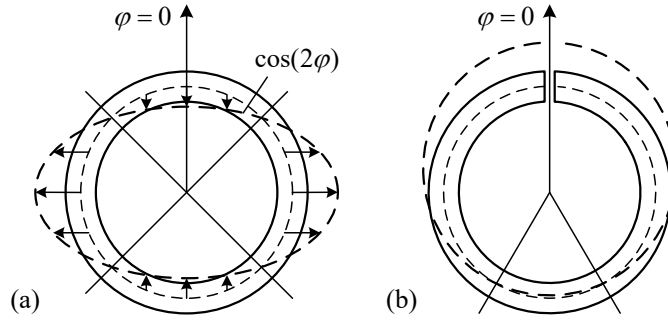 φ = 0
cos(2φ)
(a)
φ = 0
(b)